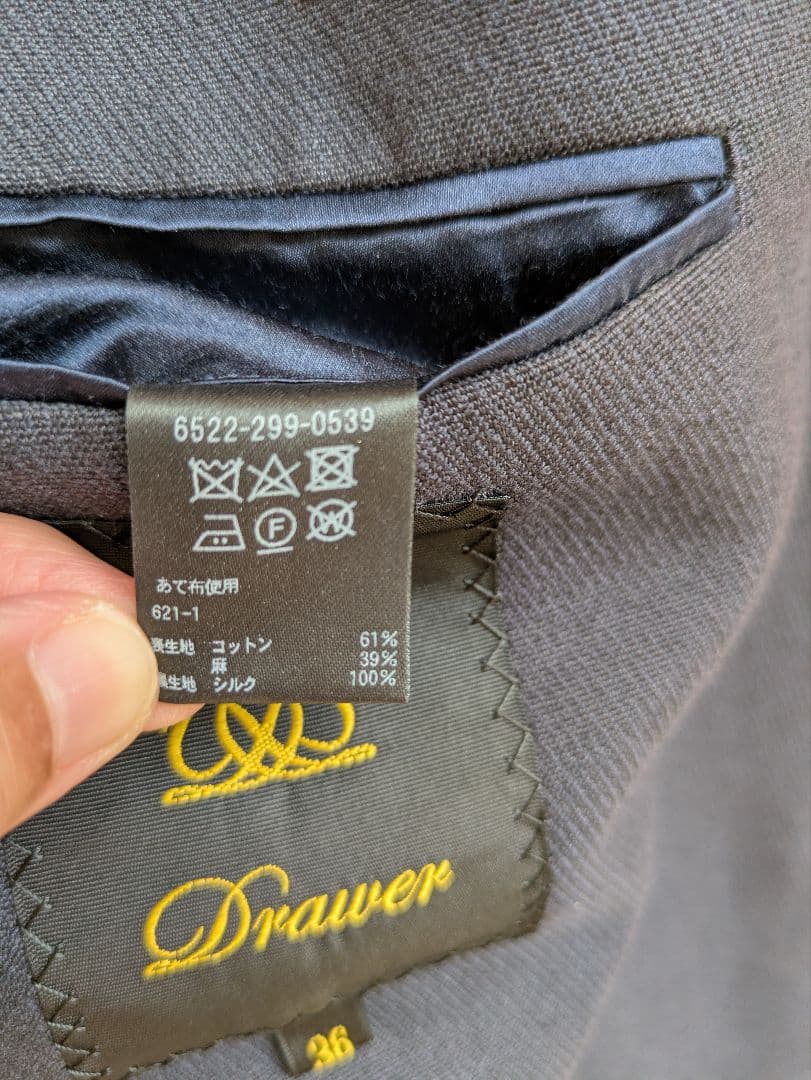 6522-299-0539
F W
あて布使用
621-1
表生地 コットン 61%
麻 39%
裏生地 シルク 100%
Drawer
36